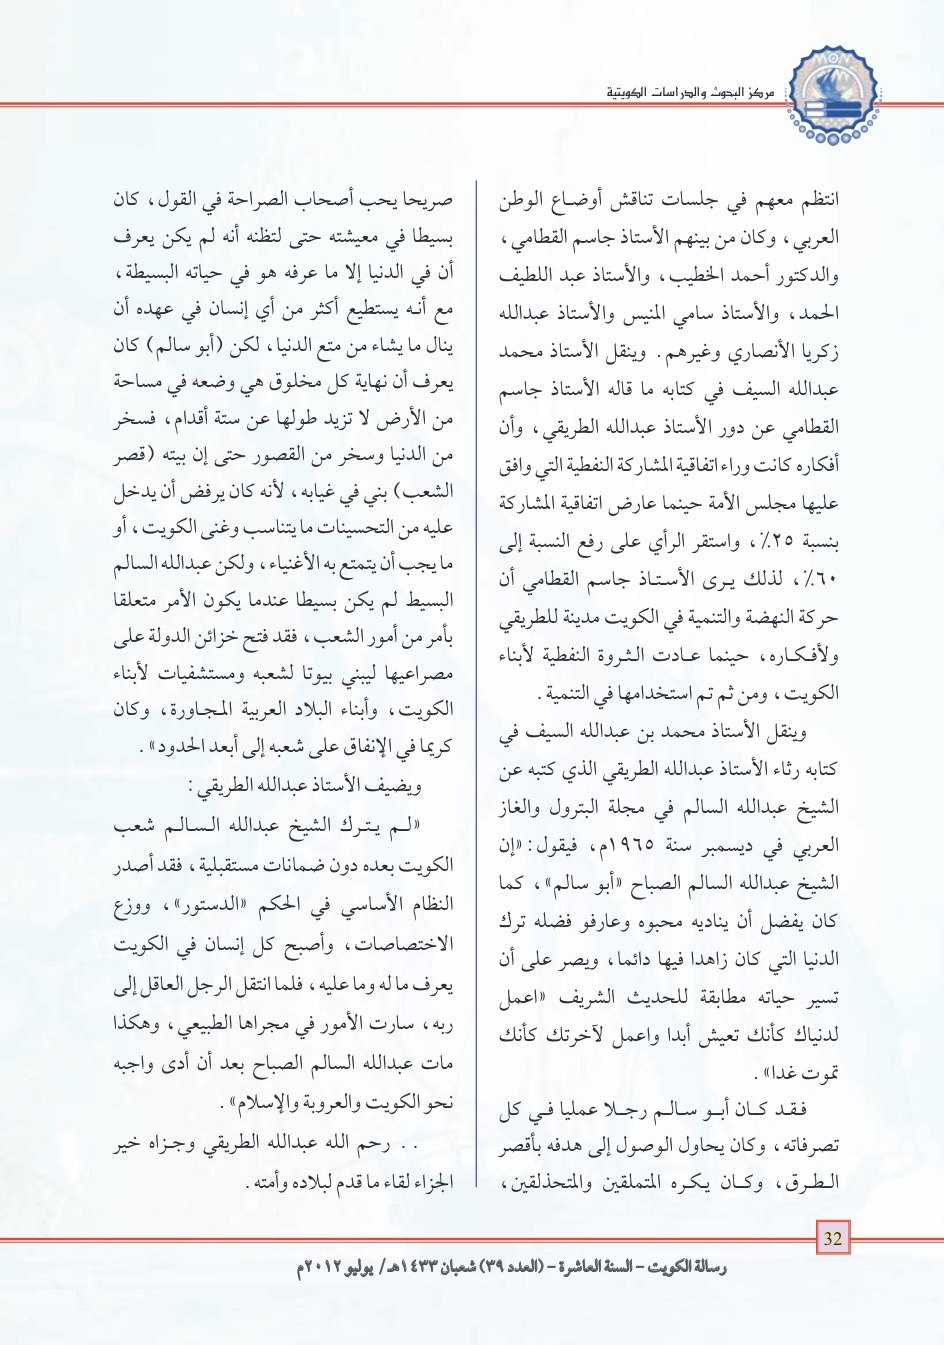 مركز البحوث والدراسات الكويتية
انتظم معهم في جلسات تناقش أوضاع الوطن
العربي، وكان من بينهم الأستاذ جاسم القطامي،
والدكتور أحمد الخطيب، والأستاذ عبد اللطيف
الحمد، والأستاذ سامي المنيس والأستاذ عبدالله
زكريا الأنصاري وغيرهم. وينقل الأستاذ محمد
عبدالله السيف في كتابه ما قاله الأستاذ جاسم
القطامي عن دور الأستاذ عبدالله الطريقي، وأن
أفكاره كانت وراء اتفاقية المشاركة النفطية التي وافق
عليها مجلس الأمة حينما عارض اتفاقية المشاركة
بنسبة ٢٥٪، واستقر الرأي على رفع النسبة إلى
٦٠٪، لذلك يرى الأستاذ جاسم القطامي أن
حركة النهضة والتنمية في الكويت مدينة للطريقي
ولأفكاره، حينما عادت الثروة النفطية لأبناء
الكويت، ومن ثم تم استخدامها في التنمية.
وينقل الأستاذ محمد بن عبدالله السيف في
كتابه رثاء الأستاذ عبدالله الطريقي الذي كتبه عن
الشيخ عبدالله السالم في مجلة البترول والغاز
العربي في ديسمبر سنة ١٩٦٥م، فيقول: «إن
الشيخ عبدالله السالم الصباح «أبو سالم»، كما
كان يفضل أن يناديه محبوه وعارفو فضله ترك
الدنيا التي كان زاهدا فيها دائما، ويصر على أن
تسير حياته مطابقة للحديث الشريف «اعمل
لدنياك كأنك تعيش أبدا واعمل لآخرتك كأنك
تموت غدا».
فقد كان أبو سالم رجلا عمليا في كل
تصرفاته، وكان يحاول الوصول إلى هدفه بأقصر
الطرق، وكان يكره المتملقين والمتحذلقين،
صريحا يحب أصحاب الصراحة في القول، كان
بسيطا في معيشته حتى لتظنه أنه لم يكن يعرف
أن في الدنيا إلا ما عرفه هو في حياته البسيطة،
مع أنه يستطيع أكثر من أي إنسان في عهده أن
ينال ما يشاء من متع الدنيا، لكن (أبو سالم) كان
يعرف أن نهاية كل مخلوق هي وضعه في مساحة
من الأرض لا تزيد طولها عن ستة أقدام، فسخر
من الدنيا وسخر من القصور حتى إن بيته (قصر
الشعب) بني في غيابه، لأنه كان يرفض أن يدخل
عليه من التحسينات ما يتناسب وغنى الكويت، أو
ما يجب أن يتمتع به الأغنياء، ولكن عبدالله السالم
البسيط لم يكن بسيطا عندما يكون الأمر متعلقا
بأمر من أمور الشعب، فقد فتح خزائن الدولة على
مصراعيها ليبني بيوتا لشعبه ومستشفيات لأبناء
الكويت، وأبناء البلاد العربية المجاورة، وكان
كريما في الإنفاق على شعبه إلى أبعد الحدود».
ويضيف الأستاذ عبدالله الطريقي:
«لم يترك الشيخ عبدالله السالم شعب
الكويت بعده دون ضمانات مستقبلية، فقد أصدر
النظام الأساسي في الحكم «الدستور»، ووزع
الاختصاصات، وأصبح كل إنسان في الكويت
يعرف ما له وما عليه، فلما انتقل الرجل العاقل إلى
ربه، سارت الأمور في مجراها الطبيعي، وهكذا
مات عبدالله السالم الصباح بعد أن أدى واجبه
نحو الكويت والعروبة والإسلام».
.. رحم الله عبدالله الطريقي وجزاه خير
الجزاء لقاء ما قدم لبلاده وأمته.
32
رسالة الكويت - السنة العاشرة - (العدد ٣٩) شعبان ١٤٣٣هـ/ يوليو ٢٠١٢م